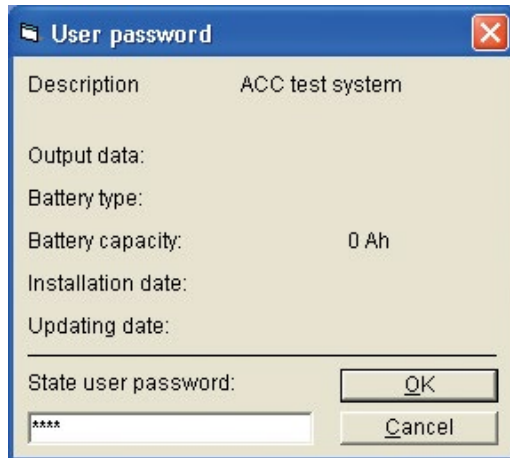 User password
Description ACC test system
Output data:
Battery type:
Battery capacity: 0 Ah
Installation date:
Updating date:
State user password: OK
**** Cancel